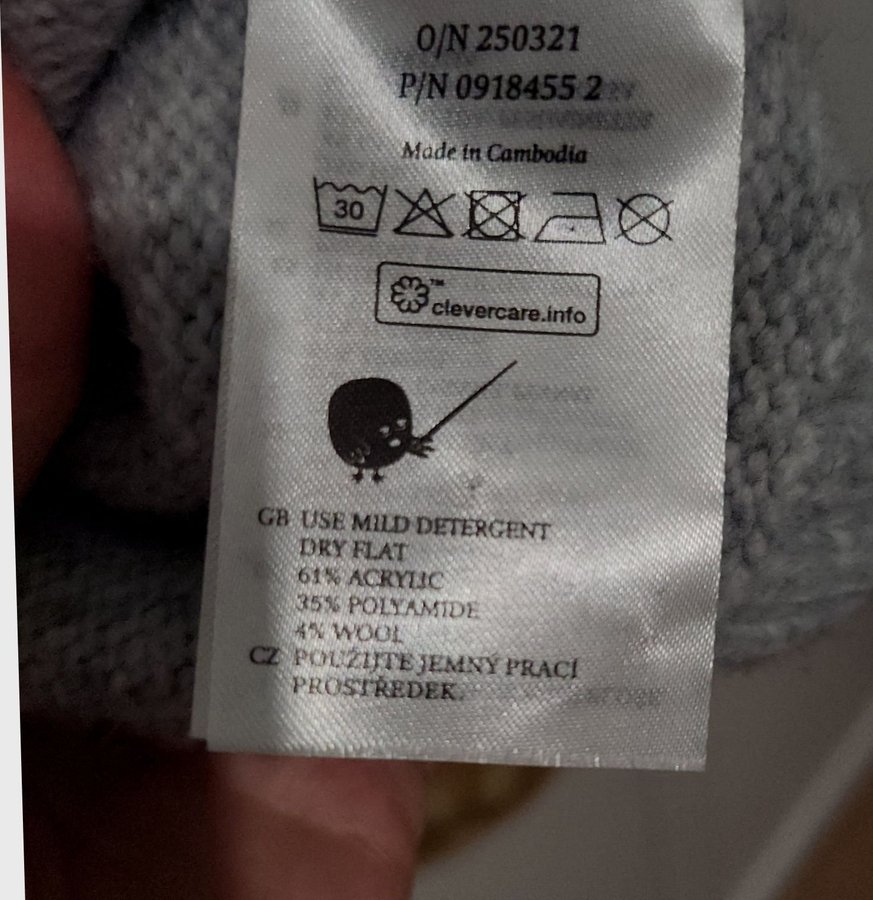 O/N 250321
P/N 0918455 2
Made in Cambodia
30
™
clevercare.info
GB USE MILD DETERGENT
DRY FLAT
61% ACRYLIC
35% POLYAMIDE
4% WOOL
CZ POUŽIJTE JEMNÝ PRACÍ
PROSTŘEDEK.